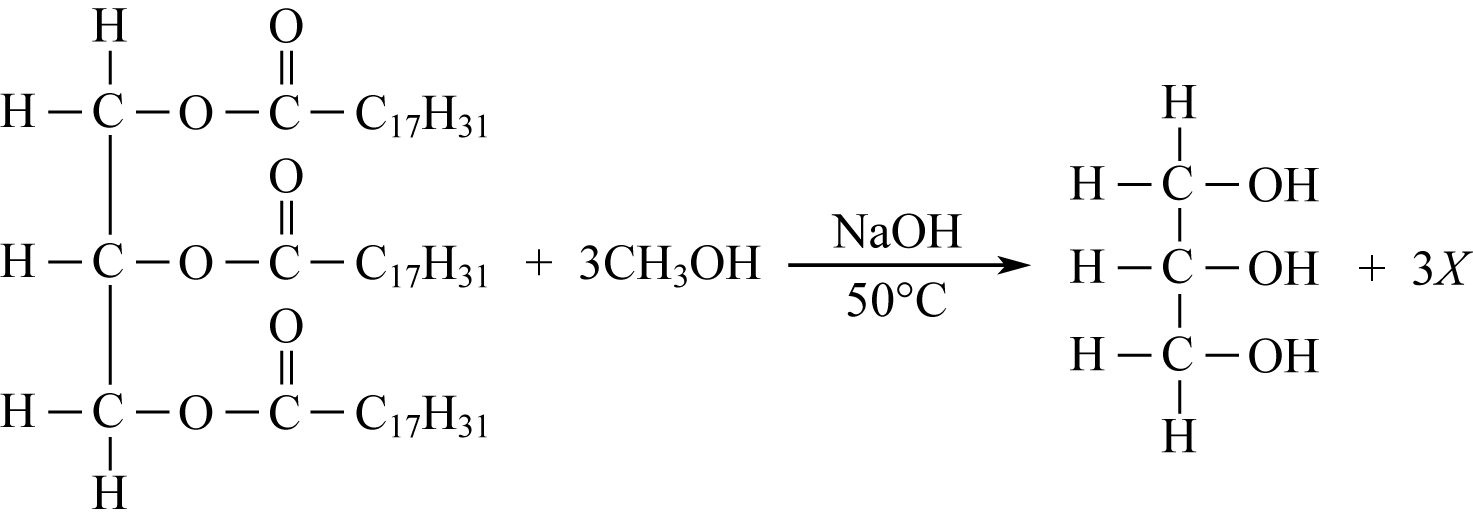 H O
H – C – O – C – C₁₇H₃₁
O
H – C – O – C – C₁₇H₃₁ + 3CH₃OH NaOH 50°C
O
H – C – O – C – C₁₇H₃₁
H
H
H – C – OH
H – C – OH + 3X
H – C – OH
H